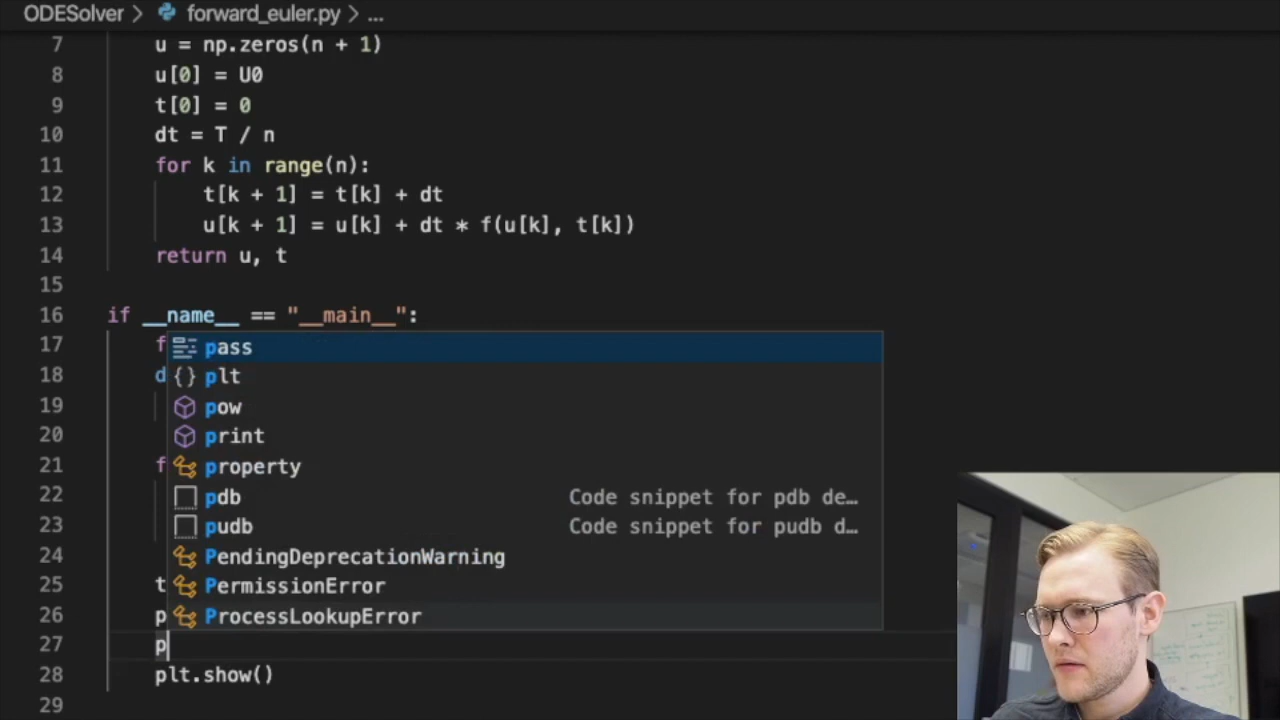 ODESolver > forward_euler.py > ...
7 u = np.zeros(n + 1)
8 u[0] = U0
9 t[0] = 0
10 dt = T / n
11 for k in range(n):
12 t[k + 1] = t[k] + dt
13 u[k + 1] = u[k] + dt * f(u[k], t[k])
14 return u, t
15
16 if __name__ == "__main__":
17 f
pass
18 d
plt
19
pow
20
print
21 f
property
22
pdb Code snippet for pdb de…
23
pudb Code snippet for pudb d…
24
PendingDeprecationWarning
25 t
PermissionError
26 p
ProcessLookupError
27 p
28 plt.show()
29